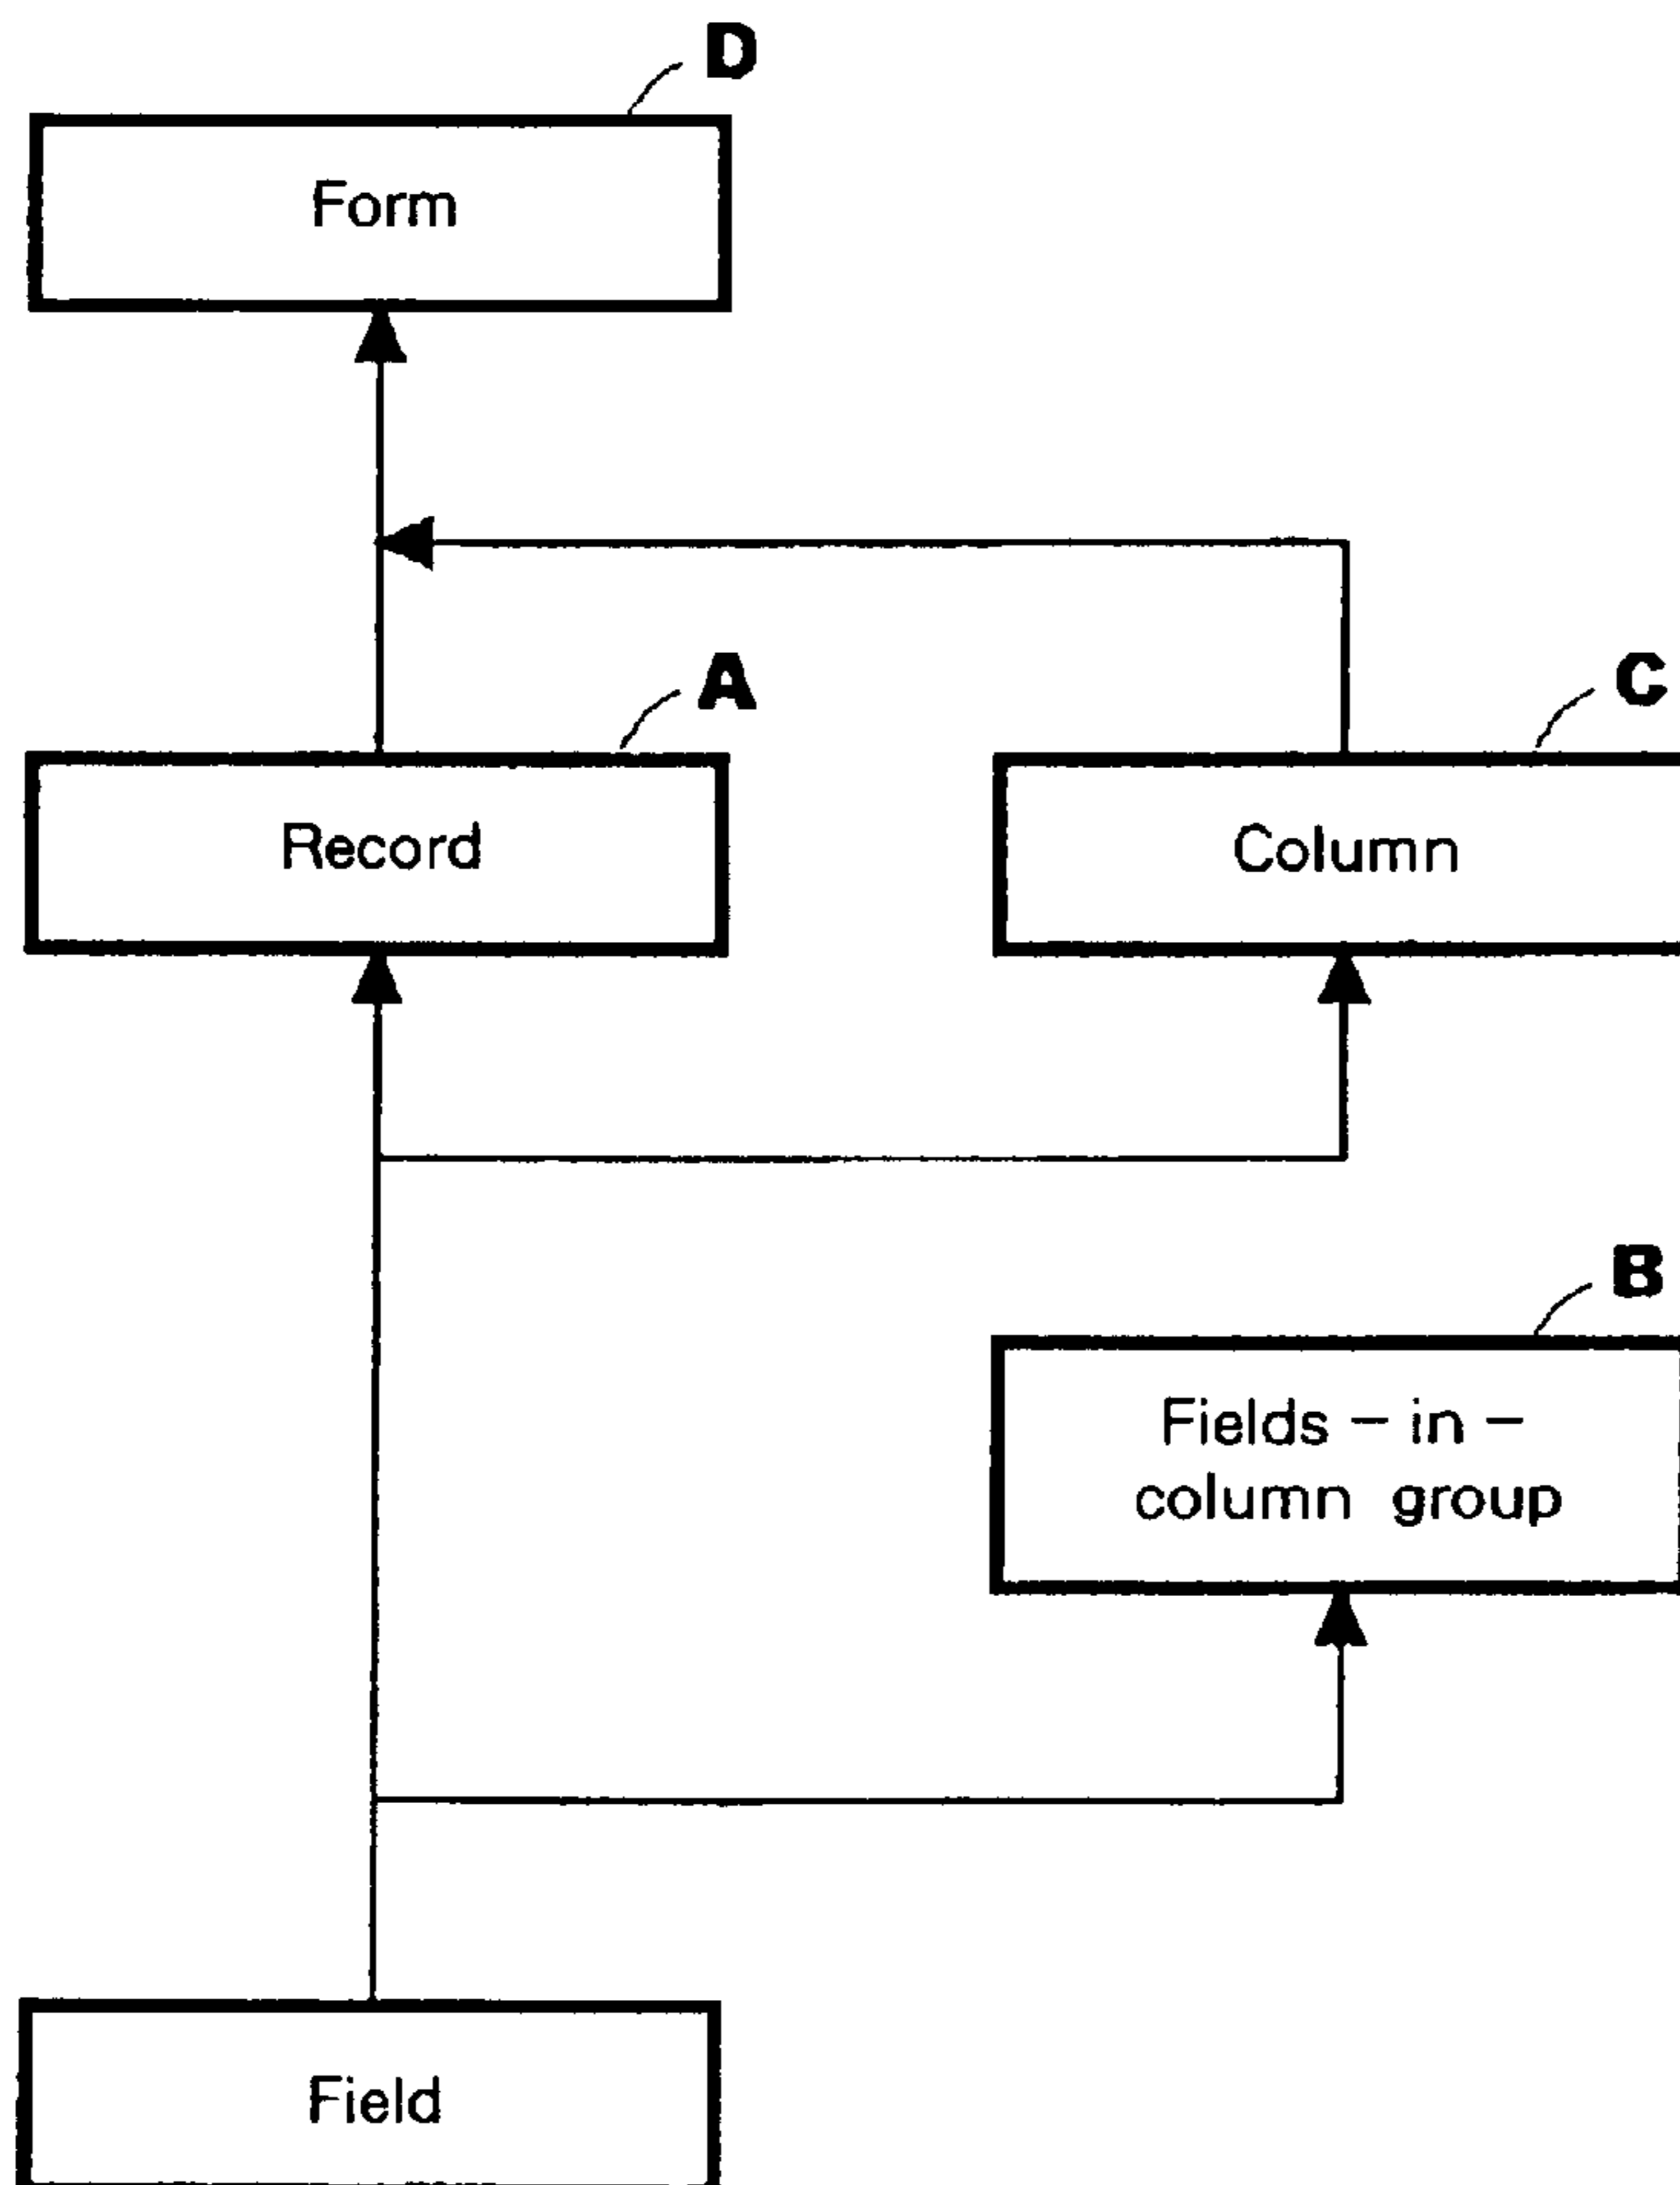 D
Form
A
C
Record
Column
B
Fields – in –
column group
Field